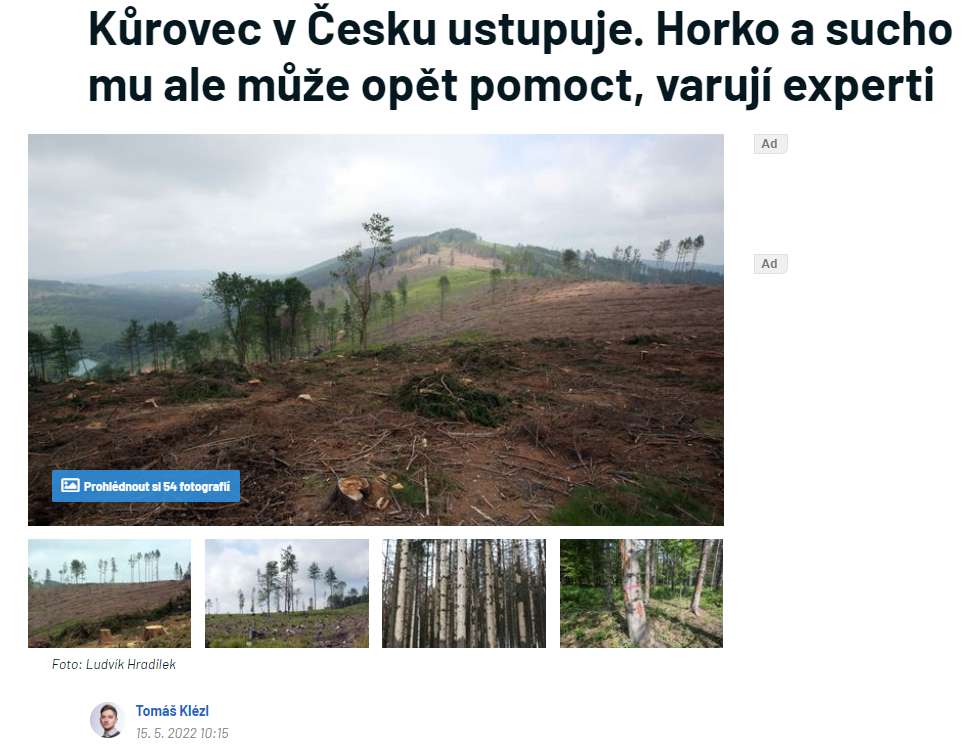 Kůrovec v Česku ustupuje. Horko a sucho
mu ale může opět pomoct, varují experti
Ad
Ad
Prohlédnout si 54 fotografií
Foto: Ludvík Hradilek
Tomáš Klézl
15. 5. 2022 10:15